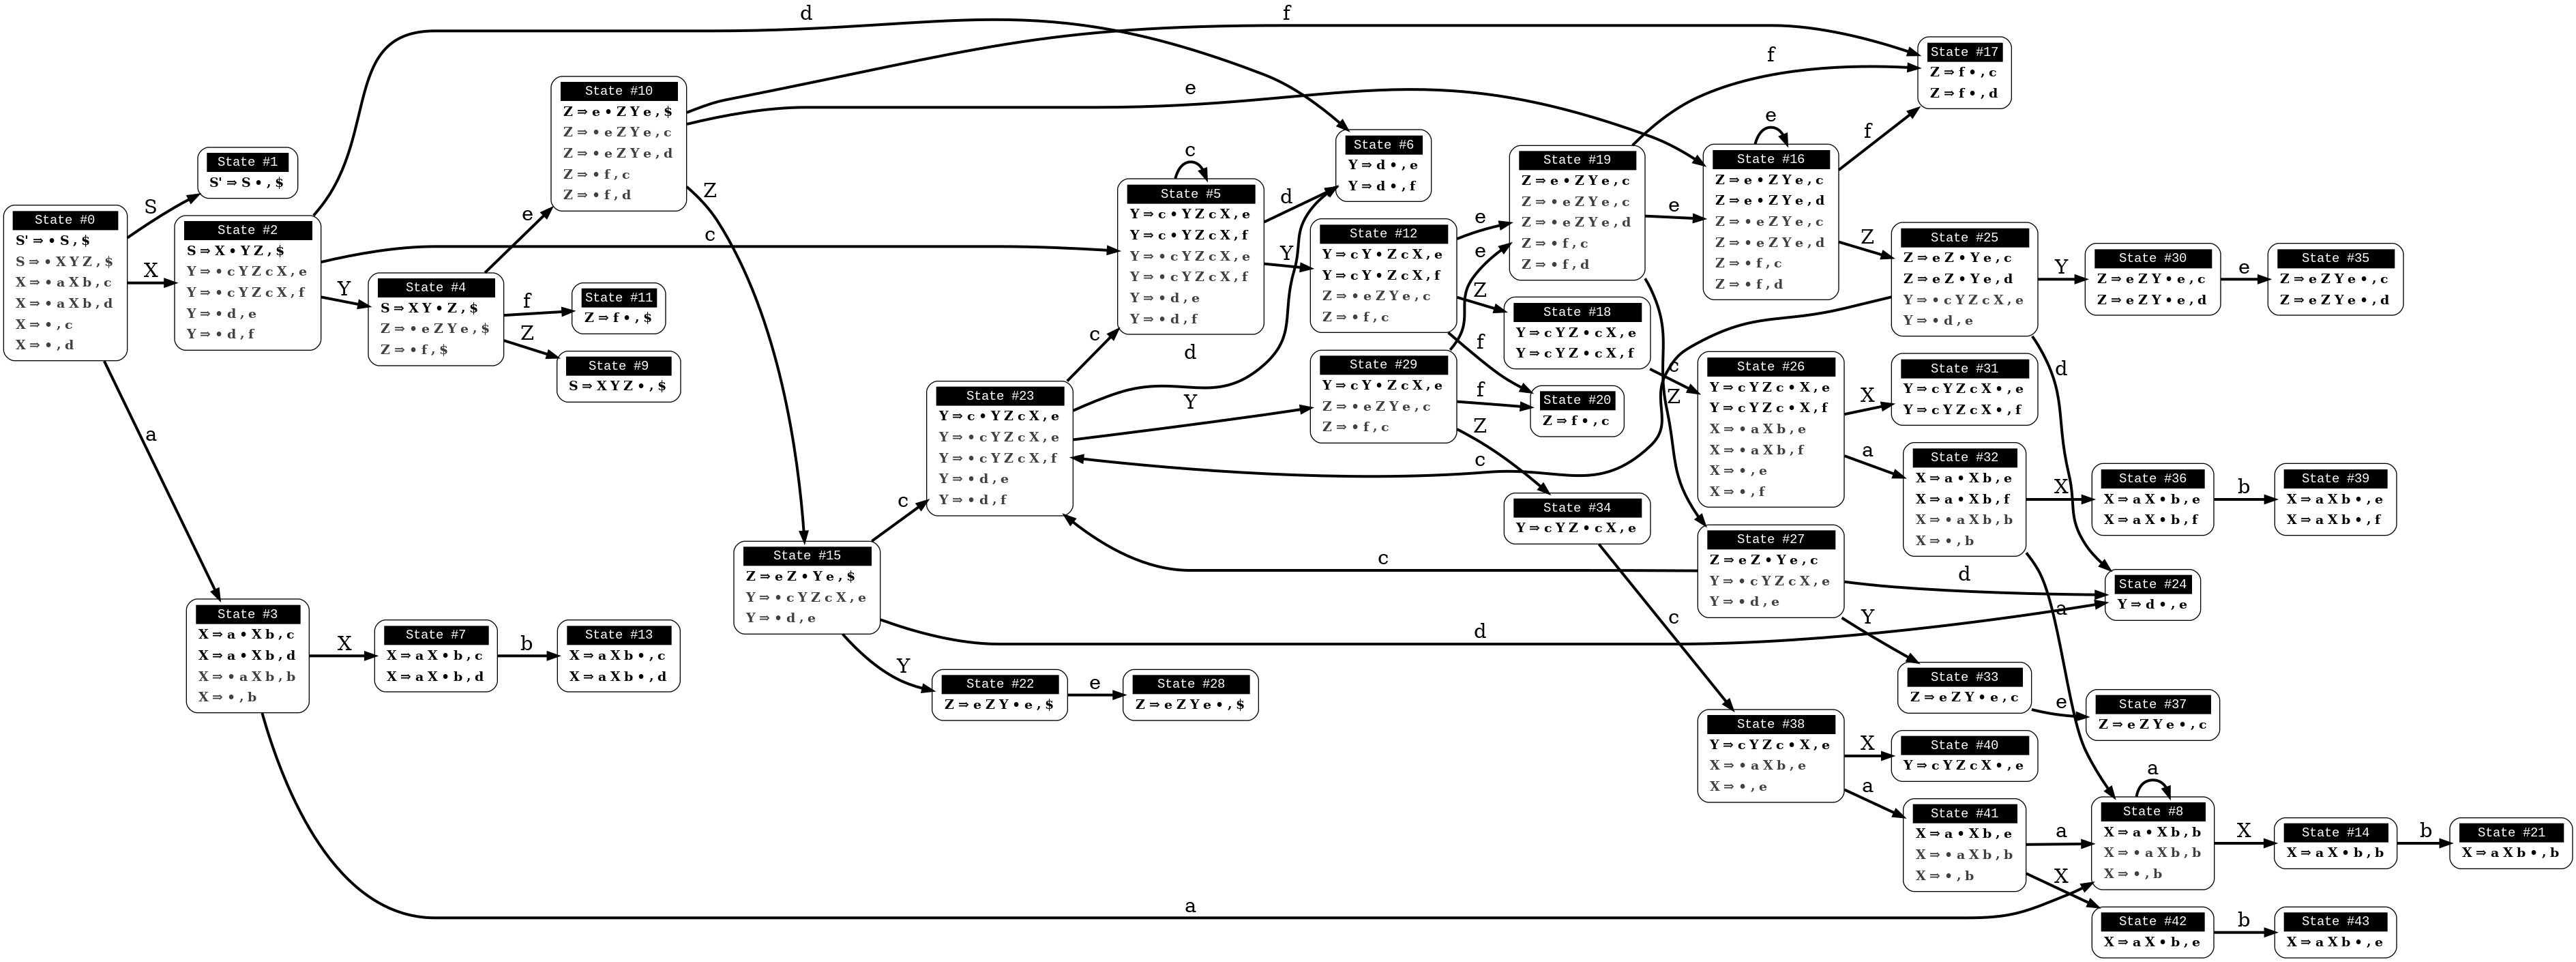 State #0
S' ⇒ • S , $
S ⇒ • X Y Z , $
X ⇒ • a X b , c
X ⇒ • a X b , d
X ⇒ • , c
X ⇒ • , d
S
X
a
State #1
S' ⇒ S • , $
State #2
S ⇒ X • Y Z , $
Y ⇒ • c Y Z c X , e
Y ⇒ • c Y Z c X , f
Y ⇒ • d , e
Y ⇒ • d , f
d
c
Y
State #3
X ⇒ a • X b , c
X ⇒ a • X b , d
X ⇒ • a X b , b
X ⇒ • , b
X
a
State #4
S ⇒ X Y • Z , $
Z ⇒ • e Z Y e , $
Z ⇒ • f , $
e
f
Z
State #7
X ⇒ a X • b , c
X ⇒ a X • b , d
b
State #10
Z ⇒ e • Z Y e , $
Z ⇒ • e Z Y e , c
Z ⇒ • e Z Y e , d
Z ⇒ • f , c
Z ⇒ • f , d
f
e
Z
State #11
Z ⇒ f • , $
State #9
S ⇒ X Y Z • , $
State #13
X ⇒ a X b • , c
X ⇒ a X b • , d
State #15
Z ⇒ e Z • Y e , $
Y ⇒ • c Y Z c X , e
Y ⇒ • d , e
c
d
Y
State #23
Y ⇒ c • Y Z c X , e
Y ⇒ • c Y Z c X , e
Y ⇒ • c Y Z c X , f
Y ⇒ • d , e
Y ⇒ • d , f
c
d
Y
State #22
Z ⇒ e Z Y • e , $
e
State #5
Y ⇒ c • Y Z c X , e
Y ⇒ c • Y Z c X , f
Y ⇒ • c Y Z c X , e
Y ⇒ • c Y Z c X , f
Y ⇒ • d , e
Y ⇒ • d , f
c
d
Y
State #28
Z ⇒ e Z Y e • , $
State #6
Y ⇒ d • , e
Y ⇒ d • , f
State #12
Y ⇒ c Y • Z c X , e
Y ⇒ c Y • Z c X , f
Z ⇒ • e Z Y e , c
Z ⇒ • f , c
e
Z
f
State #29
Y ⇒ c Y • Z c X , e
Z ⇒ • e Z Y e , c
Z ⇒ • f , c
e
f
Z
State #19
Z ⇒ e • Z Y e , c
Z ⇒ • e Z Y e , c
Z ⇒ • e Z Y e , d
Z ⇒ • f , c
Z ⇒ • f , d
f
e
Z
State #18
Y ⇒ c Y Z • c X , e
Y ⇒ c Y Z • c X , f
c
State #20
Z ⇒ f • , c
State #34
Y ⇒ c Y Z • c X , e
c
State #16
Z ⇒ e • Z Y e , c
Z ⇒ e • Z Y e , d
Z ⇒ • e Z Y e , c
Z ⇒ • e Z Y e , d
Z ⇒ • f , c
Z ⇒ • f , d
e
f
Z
State #26
Y ⇒ c Y Z c • X , e
Y ⇒ c Y Z c • X , f
X ⇒ • a X b , e
X ⇒ • a X b , f
X ⇒ • , e
X ⇒ • , f
X
a
State #27
Z ⇒ e Z • Y e , c
Y ⇒ • c Y Z c X , e
Y ⇒ • d , e
c
d
Y
State #38
Y ⇒ c Y Z c • X , e
X ⇒ • a X b , e
X ⇒ • , e
X
a
State #17
Z ⇒ f • , c
Z ⇒ f • , d
State #25
Z ⇒ e Z • Y e , c
Z ⇒ e Z • Y e , d
Y ⇒ • c Y Z c X , e
Y ⇒ • d , e
Y
d
c
State #31
Y ⇒ c Y Z c X • , e
Y ⇒ c Y Z c X • , f
State #32
X ⇒ a • X b , e
X ⇒ a • X b , f
X ⇒ • a X b , b
X ⇒ • , b
X
a
State #33
Z ⇒ e Z Y • e , c
e
State #40
Y ⇒ c Y Z c X • , e
State #41
X ⇒ a • X b , e
X ⇒ • a X b , b
X ⇒ • , b
a
X
State #30
Z ⇒ e Z Y • e , c
Z ⇒ e Z Y • e , d
e
State #36
X ⇒ a X • b , e
X ⇒ a X • b , f
b
State #24
Y ⇒ d • , e
State #37
Z ⇒ e Z Y e • , c
State #8
X ⇒ a • X b , b
X ⇒ • a X b , b
X ⇒ • , b
a
X
State #42
X ⇒ a X • b , e
b
State #35
Z ⇒ e Z Y e • , c
Z ⇒ e Z Y e • , d
State #39
X ⇒ a X b • , e
X ⇒ a X b • , f
State #14
X ⇒ a X • b , b
b
State #43
X ⇒ a X b • , e
State #21
X ⇒ a X b • , b